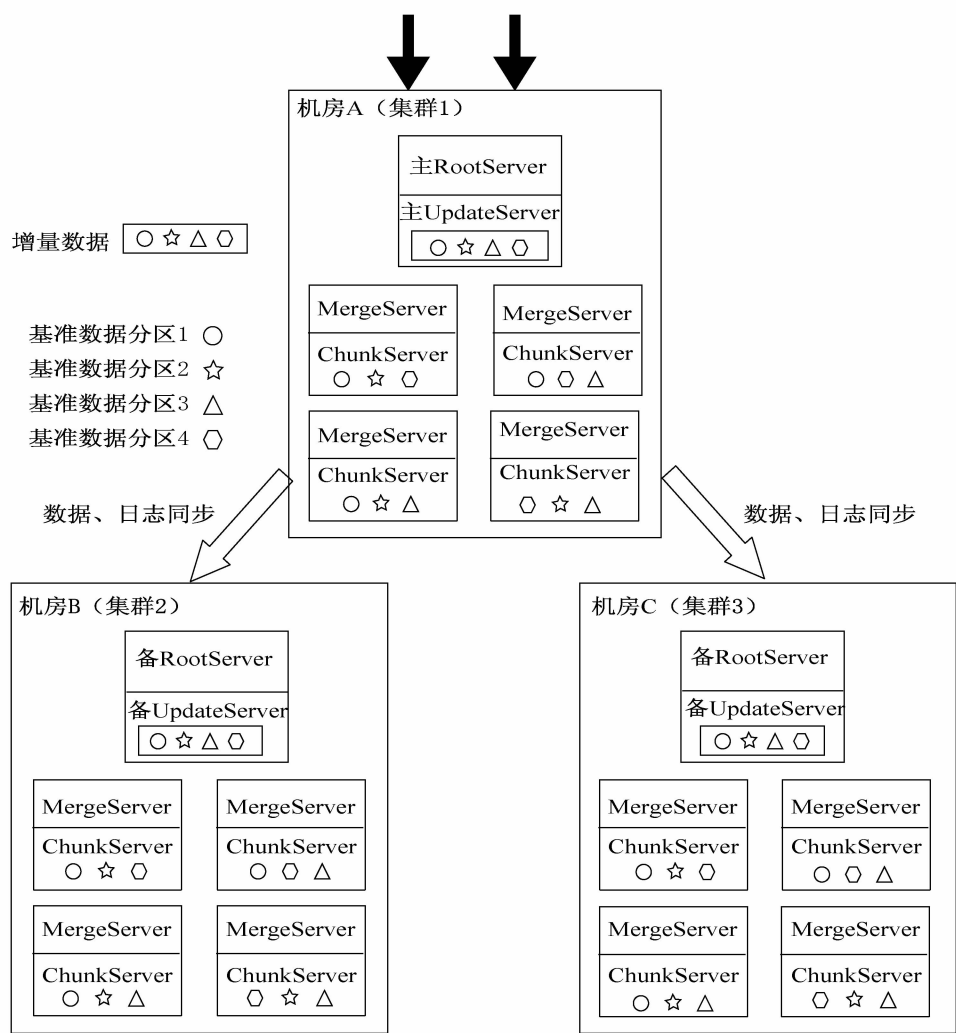 机房A（集群1）
主RootServer
主UpdateServer
增量数据
MergeServer
ChunkServer
MergeServer
ChunkServer
基准数据分区1
基准数据分区2
基准数据分区3
基准数据分区4
MergeServer
ChunkServer
MergeServer
ChunkServer
数据、日志同步
数据、日志同步
机房B（集群2）
备RootServer
备UpdateServer
MergeServer
ChunkServer
MergeServer
ChunkServer
MergeServer
ChunkServer
MergeServer
ChunkServer
机房C（集群3）
备RootServer
备UpdateServer
MergeServer
ChunkServer
MergeServer
ChunkServer
MergeServer
ChunkServer
MergeServer
ChunkServer